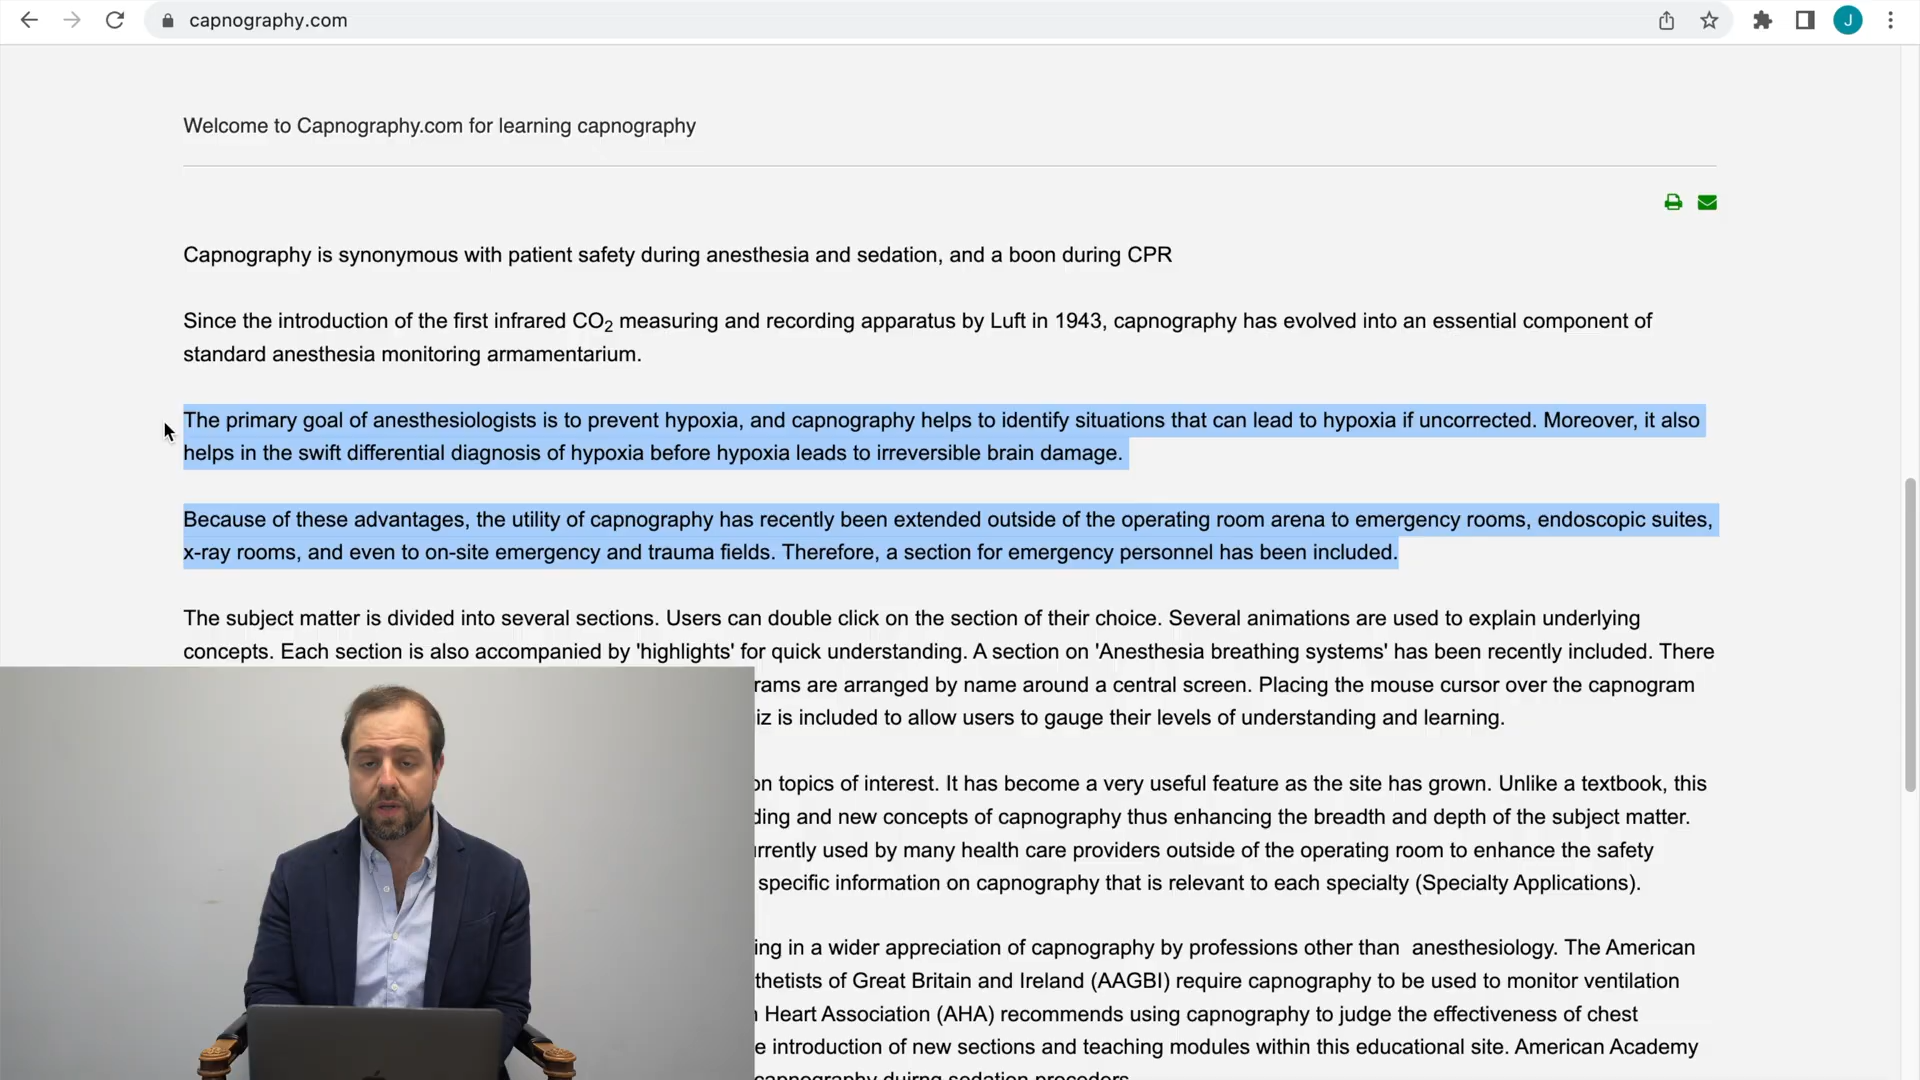 capnography.com
J
Welcome to Capnography.com for learning capnography
Capnography is synonymous with patient safety during anesthesia and sedation, and a boon during CPR
Since the introduction of the first infrared CO₂ measuring and recording apparatus by Luft in 1943, capnography has evolved into an essential component of
standard anesthesia monitoring armamentarium.
The primary goal of anesthesiologists is to prevent hypoxia, and capnography helps to identify situations that can lead to hypoxia if uncorrected. Moreover, it also
helps in the swift differential diagnosis of hypoxia before hypoxia leads to irreversible brain damage.
Because of these advantages, the utility of capnography has recently been extended outside of the operating room arena to emergency rooms, endoscopic suites,
x-ray rooms, and even to on-site emergency and trauma fields. Therefore, a section for emergency personnel has been included.
The subject matter is divided into several sections. Users can double click on the section of their choice. Several animations are used to explain underlying
concepts. Each section is also accompanied by 'highlights' for quick understanding. A section on 'Anesthesia breathing systems' has been recently included. There
rams are arranged by name around a central screen. Placing the mouse cursor over the capnogram
iz is included to allow users to gauge their levels of understanding and learning.
on topics of interest. It has become a very useful feature as the site has grown. Unlike a textbook, this
ding and new concepts of capnography thus enhancing the breadth and depth of the subject matter.
urrently used by many health care providers outside of the operating room to enhance the safety
specific information on capnography that is relevant to each specialty (Specialty Applications).
ing in a wider appreciation of capnography by professions other than anesthesiology. The American
thetists of Great Britain and Ireland (AAGBI) require capnography to be used to monitor ventilation
Heart Association (AHA) recommends using capnography to judge the effectiveness of chest
e introduction of new sections and teaching modules within this educational site. American Academy
capnography duirng sedation proceders